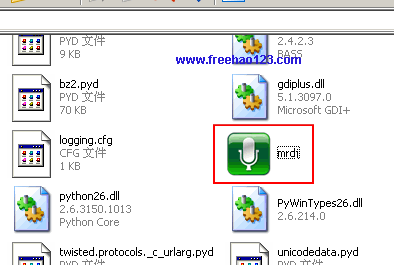 PYD 文件
9 KB
2.4.2.3
BASS
www.freehao123.com
bz2.pyd
PYD 文件
70 KB
gdiplus.dll
5.1.3097.0
Microsoft GDI+
logging.cfg
CFG 文件
1 KB
mrdj
python26.dll
2.6.3150.1013
Python Core
PyWinTypes26.dll
2.6.214.0
twisted.protocols._c_urlarg.pyd
PYD 文件
unicodedata.pyd
PYD 文件